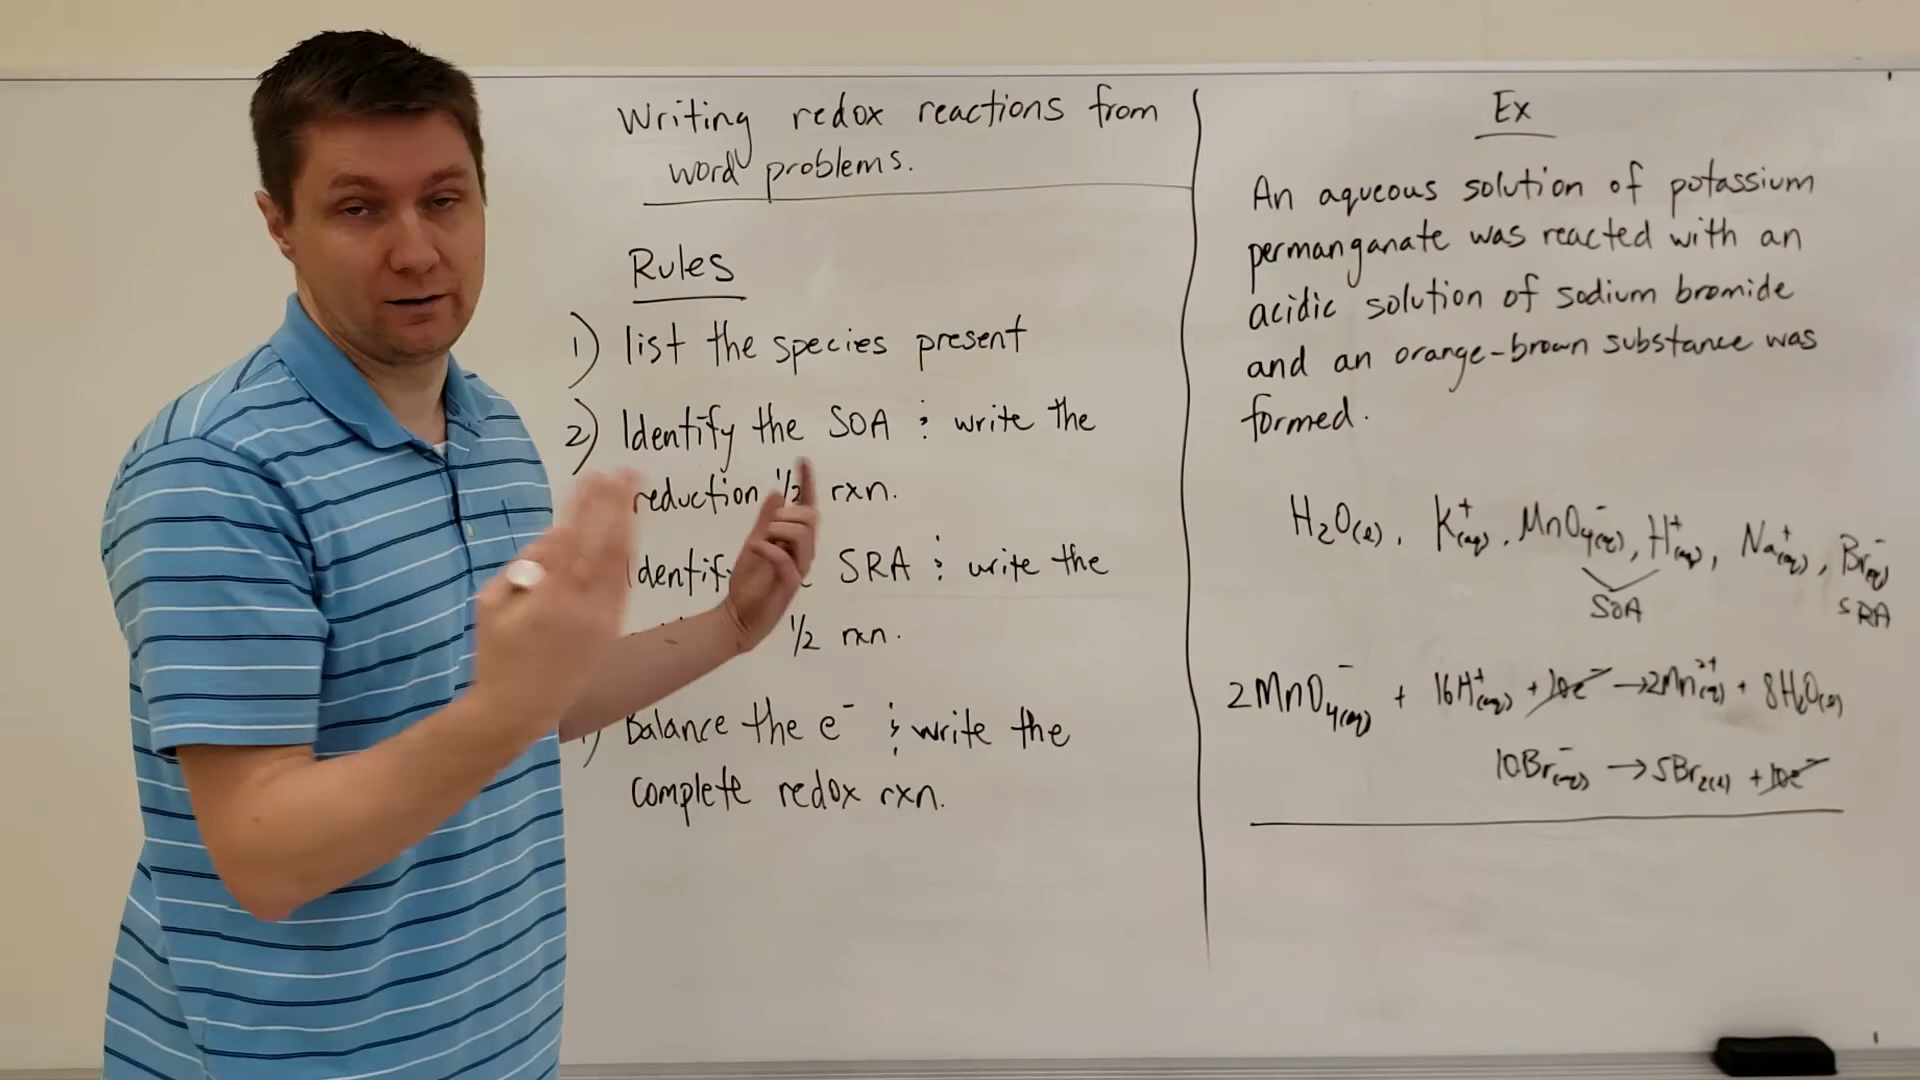 Writing redox reactions from
word problems.
Rules
1) list the species present
2) Identify the SOA & write the
reduction 1/2 rxn.
SRA & write the
1/2 rxn.
Balance the e⁻ & write the
complete redox rxn.
Ex
An aqueous solution of potassium
permanganate was reacted with an
acidic solution of sodium bromide
and an orange-brown substance was
formed.
H₂O(l), K⁺(aq), MnO₄⁻(aq), H⁺(aq), Na⁺(aq), Br⁻(aq)
SOA SRA
2MnO₄⁻(aq) + 16H⁺(aq) + 10e⁻ → 2Mn²⁺(aq) + 8H₂O(l)
10Br⁻(aq) → 5Br₂(l) + 10e⁻